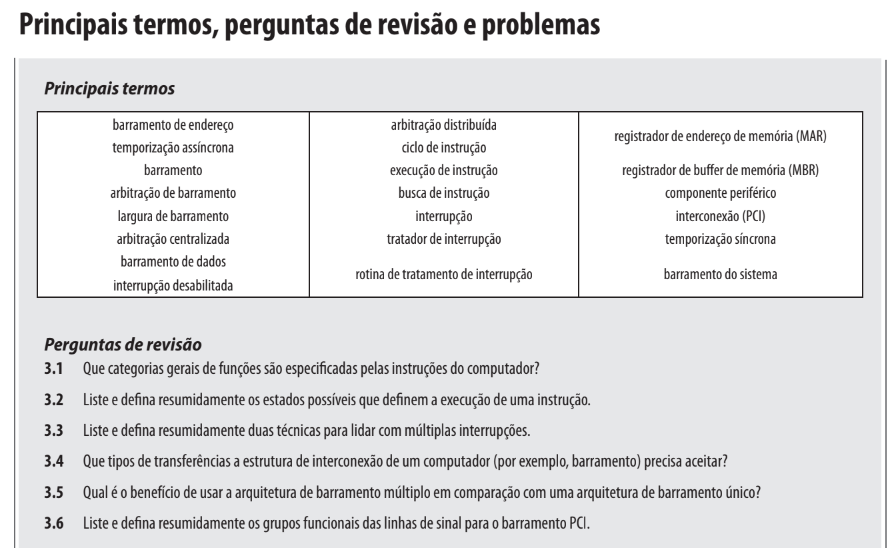 Principais termos, perguntas de revisão e problemas
Principais termos
barramento de endereço
temporização assíncrona
barramento
arbitração de barramento
largura de barramento
arbitração centralizada
barramento de dados
interrupção desabilitada
arbitração distribuída
ciclo de instrução
execução de instrução
busca de instrução
interrupção
tratador de interrupção
rotina de tratamento de interrupção
registrador de endereço de memória (MAR)
registrador de buffer de memória (MBR)
componente periférico
interconexão (PCI)
temporização síncrona
barramento do sistema
Perguntas de revisão
3.1 Que categorias gerais de funções são especificadas pelas instruções do computador?
3.2 Liste e defina resumidamente os estados possíveis que definem a execução de uma instrução.
3.3 Liste e defina resumidamente duas técnicas para lidar com múltiplas interrupções.
3.4 Que tipos de transferências a estrutura de interconexão de um computador (por exemplo, barramento) precisa aceitar?
3.5 Qual é o benefício de usar a arquitetura de barramento múltiplo em comparação com uma arquitetura de barramento único?
3.6 Liste e defina resumidamente os grupos funcionais das linhas de sinal para o barramento PCI.